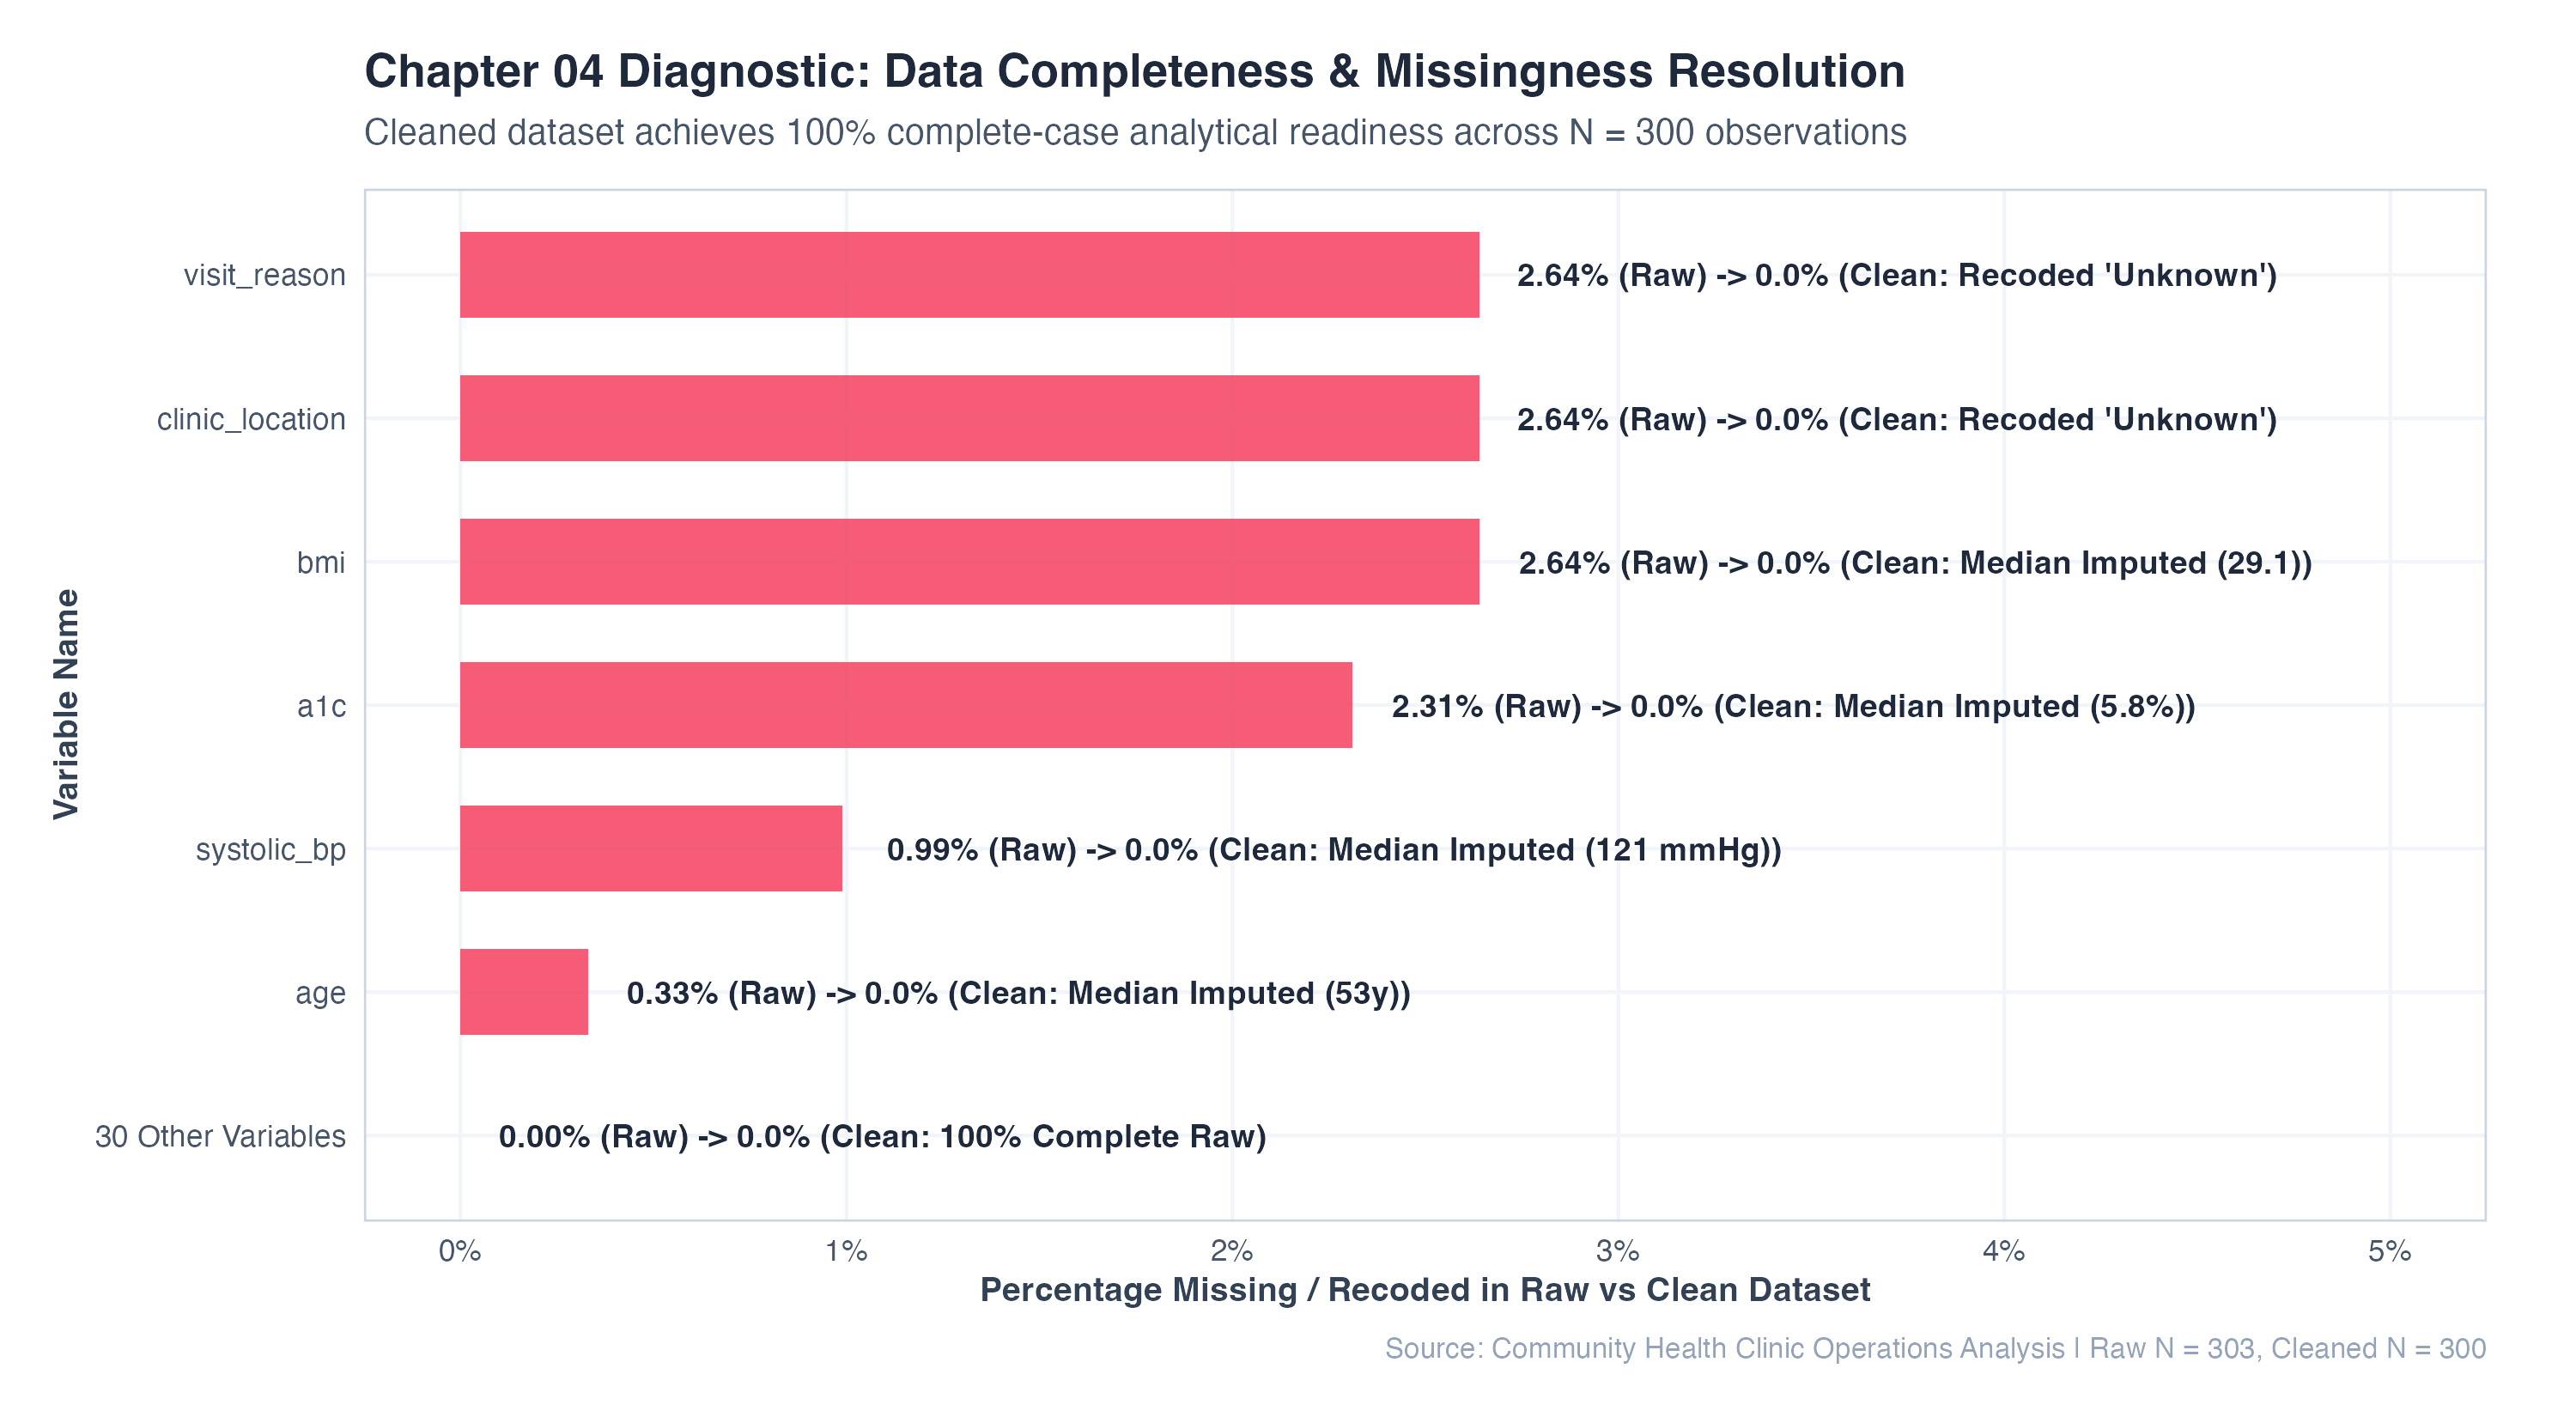 Chapter 04 Diagnostic: Data Completeness & Missingness Resolution
Cleaned dataset achieves 100% complete-case analytical readiness across N = 300 observations
Variable Name
visit_reason
2.64% (Raw) -> 0.0% (Clean: Recoded 'Unknown')
clinic_location
2.64% (Raw) -> 0.0% (Clean: Recoded 'Unknown')
bmi
2.64% (Raw) -> 0.0% (Clean: Median Imputed (29.1))
a1c
2.31% (Raw) -> 0.0% (Clean: Median Imputed (5.8%))
systolic_bp
0.99% (Raw) -> 0.0% (Clean: Median Imputed (121 mmHg))
age
0.33% (Raw) -> 0.0% (Clean: Median Imputed (53y))
30 Other Variables
0.00% (Raw) -> 0.0% (Clean: 100% Complete Raw)
0% 1% 2% 3% 4% 5%
Percentage Missing / Recoded in Raw vs Clean Dataset
Source: Community Health Clinic Operations Analysis | Raw N = 303, Cleaned N = 300